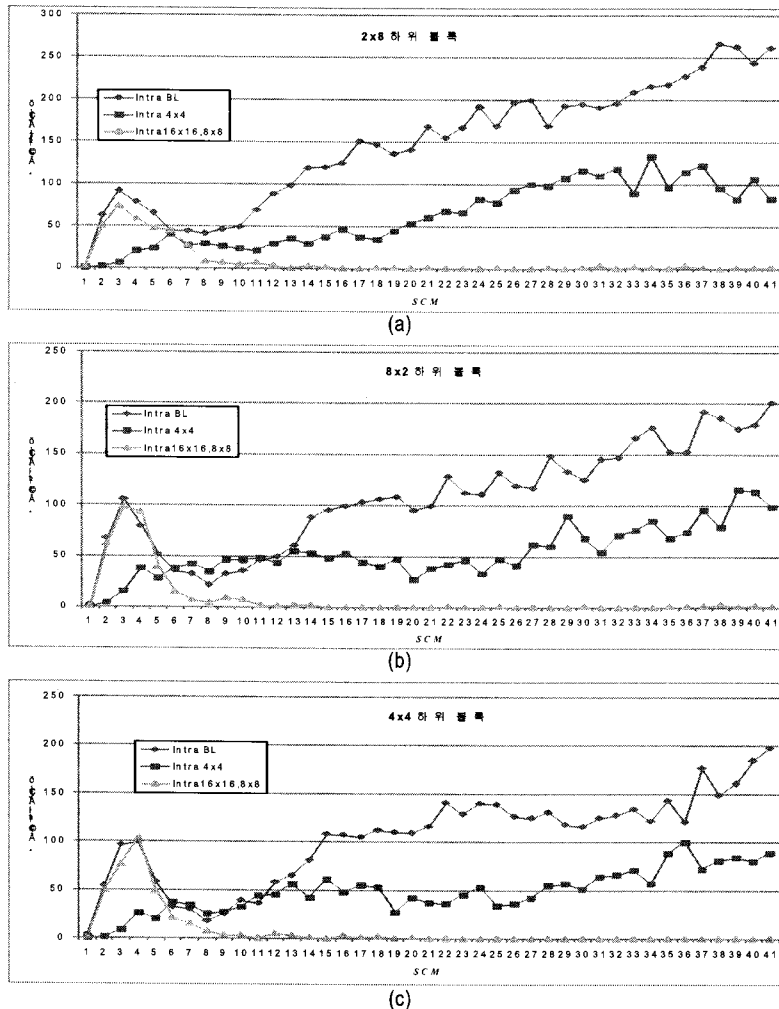 2x8 하위 블록
300
250
200
150
100
50
0
Intra BL
Intra 4x4
Intra16x16,8x8
1 2 3 4 5 6 7 8 9 10 11 12 13 14 15 16 17 18 19 20 21 22 23 24 25 26 27 28 29 30 31 32 33 34 35 36 37 38 39 40 41
SCM
(a)
8x2 하위 블록
250
200
150
100
50
0
Intra BL
Intra 4x4
Intra16x16,8x8
1 2 3 4 5 6 7 8 9 10 11 12 13 14 15 16 17 18 19 20 21 22 23 24 25 26 27 28 29 30 31 32 33 34 35 36 37 38 39 40 41
SCM
(b)
4x4 하위 블록
250
200
150
100
50
0
Intra BL
Intra 4x4
Intra16x16,8x8
1 2 3 4 5 6 7 8 9 10 11 12 13 14 15 16 17 18 19 20 21 22 23 24 25 26 27 28 29 30 31 32 33 34 35 36 37 38 39 40 41
SCM
(c)